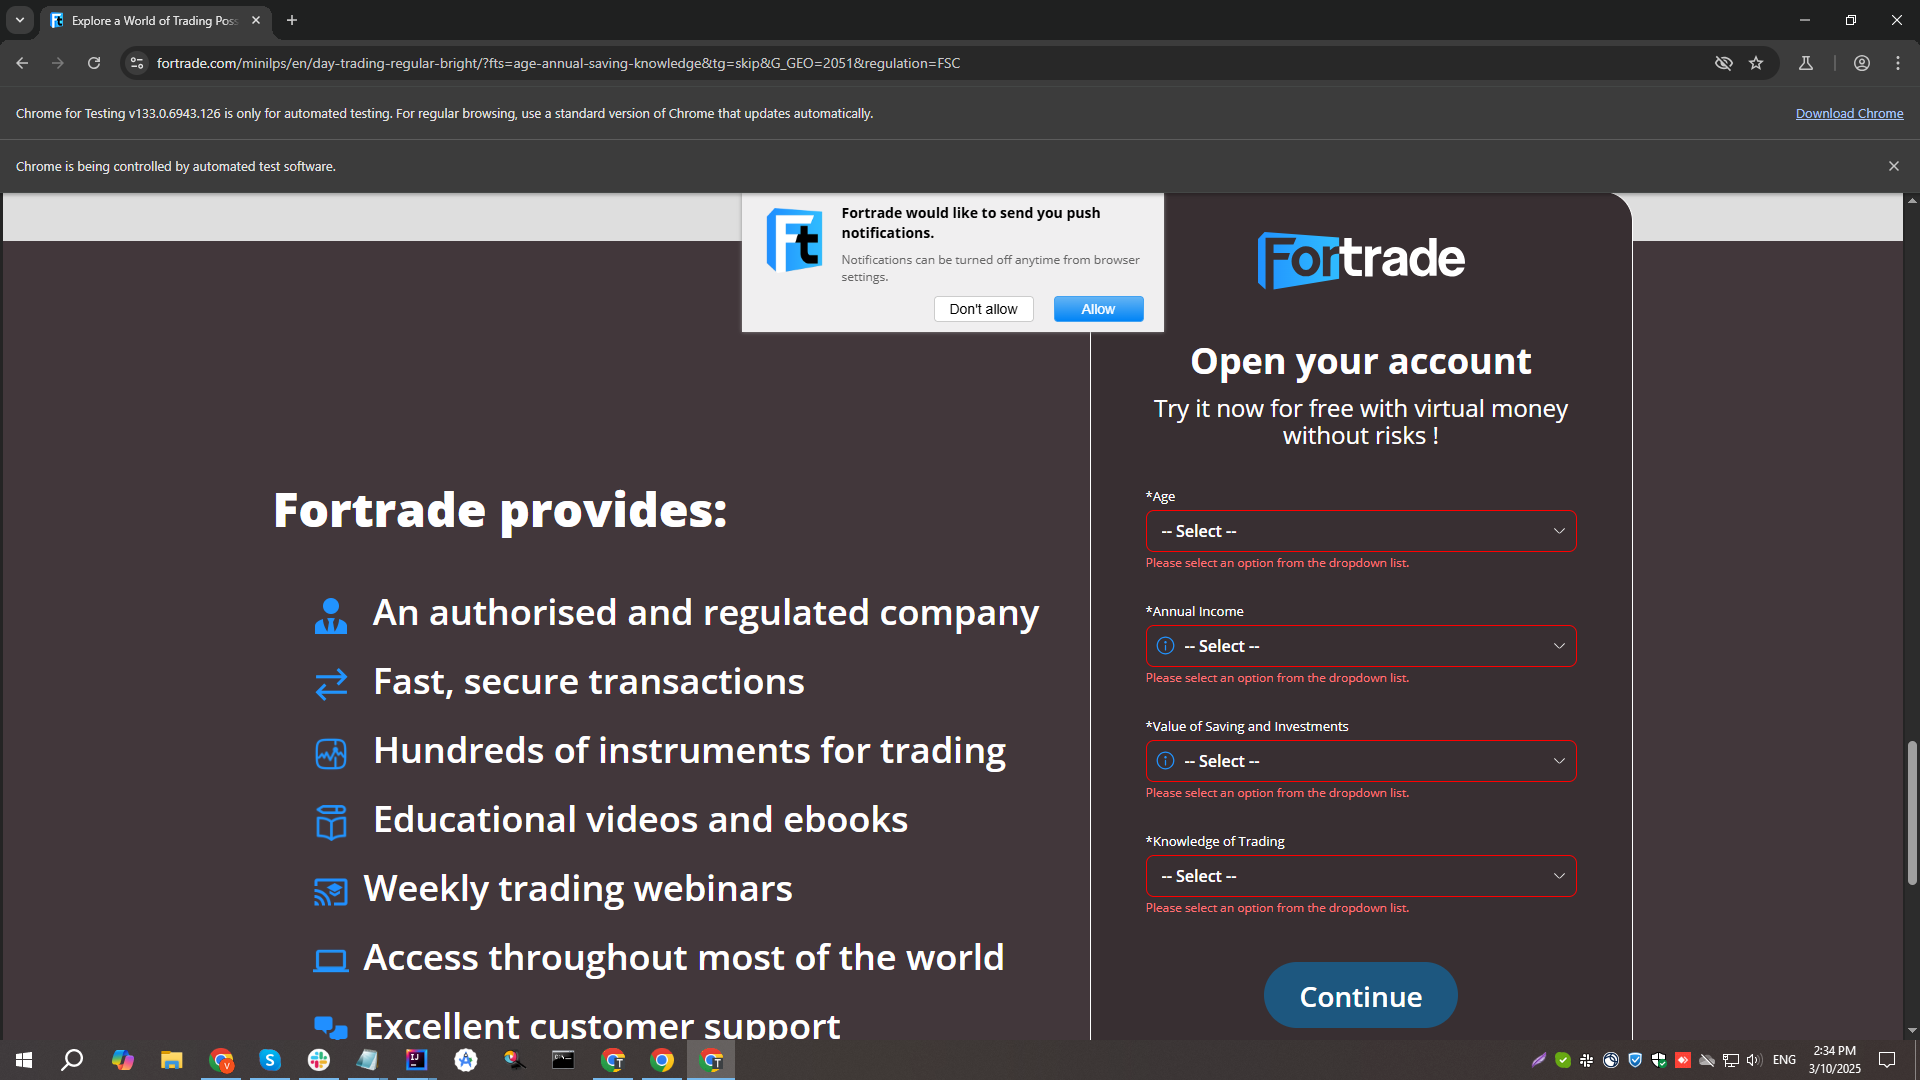 Explore a World of Trading Pos
fortrade.com/minilps/en/day-trading-regular-bright/?fts=age-annual-saving-knowledge&tg=skip&G_GEO=2051&regulation=FSC
Chrome for Testing v133.0.6943.126 is only for automated testing. For regular browsing, use a standard version of Chrome that updates automatically.
Download Chrome
Chrome is being controlled by automated test software.
Ft
Fortrade would like to send you push
notifications.
Notifications can be turned off anytime from browser
settings.
Don't allow
Allow
Fortrade
Open your account
Try it now for free with virtual money
without risks !
*Age
-- Select --
Please select an option from the dropdown list.
*Annual Income
-- Select --
Please select an option from the dropdown list.
*Value of Saving and Investments
-- Select --
Please select an option from the dropdown list.
*Knowledge of Trading
-- Select --
Please select an option from the dropdown list.
Continue
Fortrade provides:
An authorised and regulated company
Fast, secure transactions
Hundreds of instruments for trading
Educational videos and ebooks
Weekly trading webinars
Access throughout most of the world
Excellent customer support
ENG
2:34 PM
3/10/2025